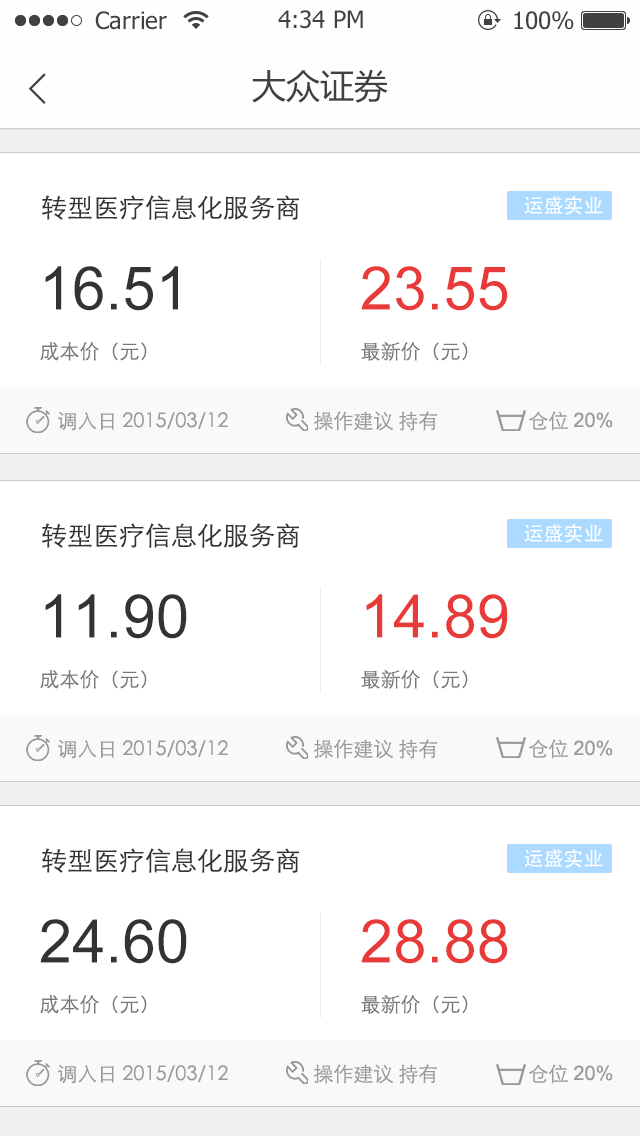 Carrier 4:34 PM 100%
大众证券
转型医疗信息化服务商 运盛实业
16.51 23.55
成本价（元） 最新价（元）
调入日 2015/03/12 操作建议 持有 仓位 20%
转型医疗信息化服务商 运盛实业
11.90 14.89
成本价（元） 最新价（元）
调入日 2015/03/12 操作建议 持有 仓位 20%
转型医疗信息化服务商 运盛实业
24.60 28.88
成本价（元） 最新价（元）
调入日 2015/03/12 操作建议 持有 仓位 20%